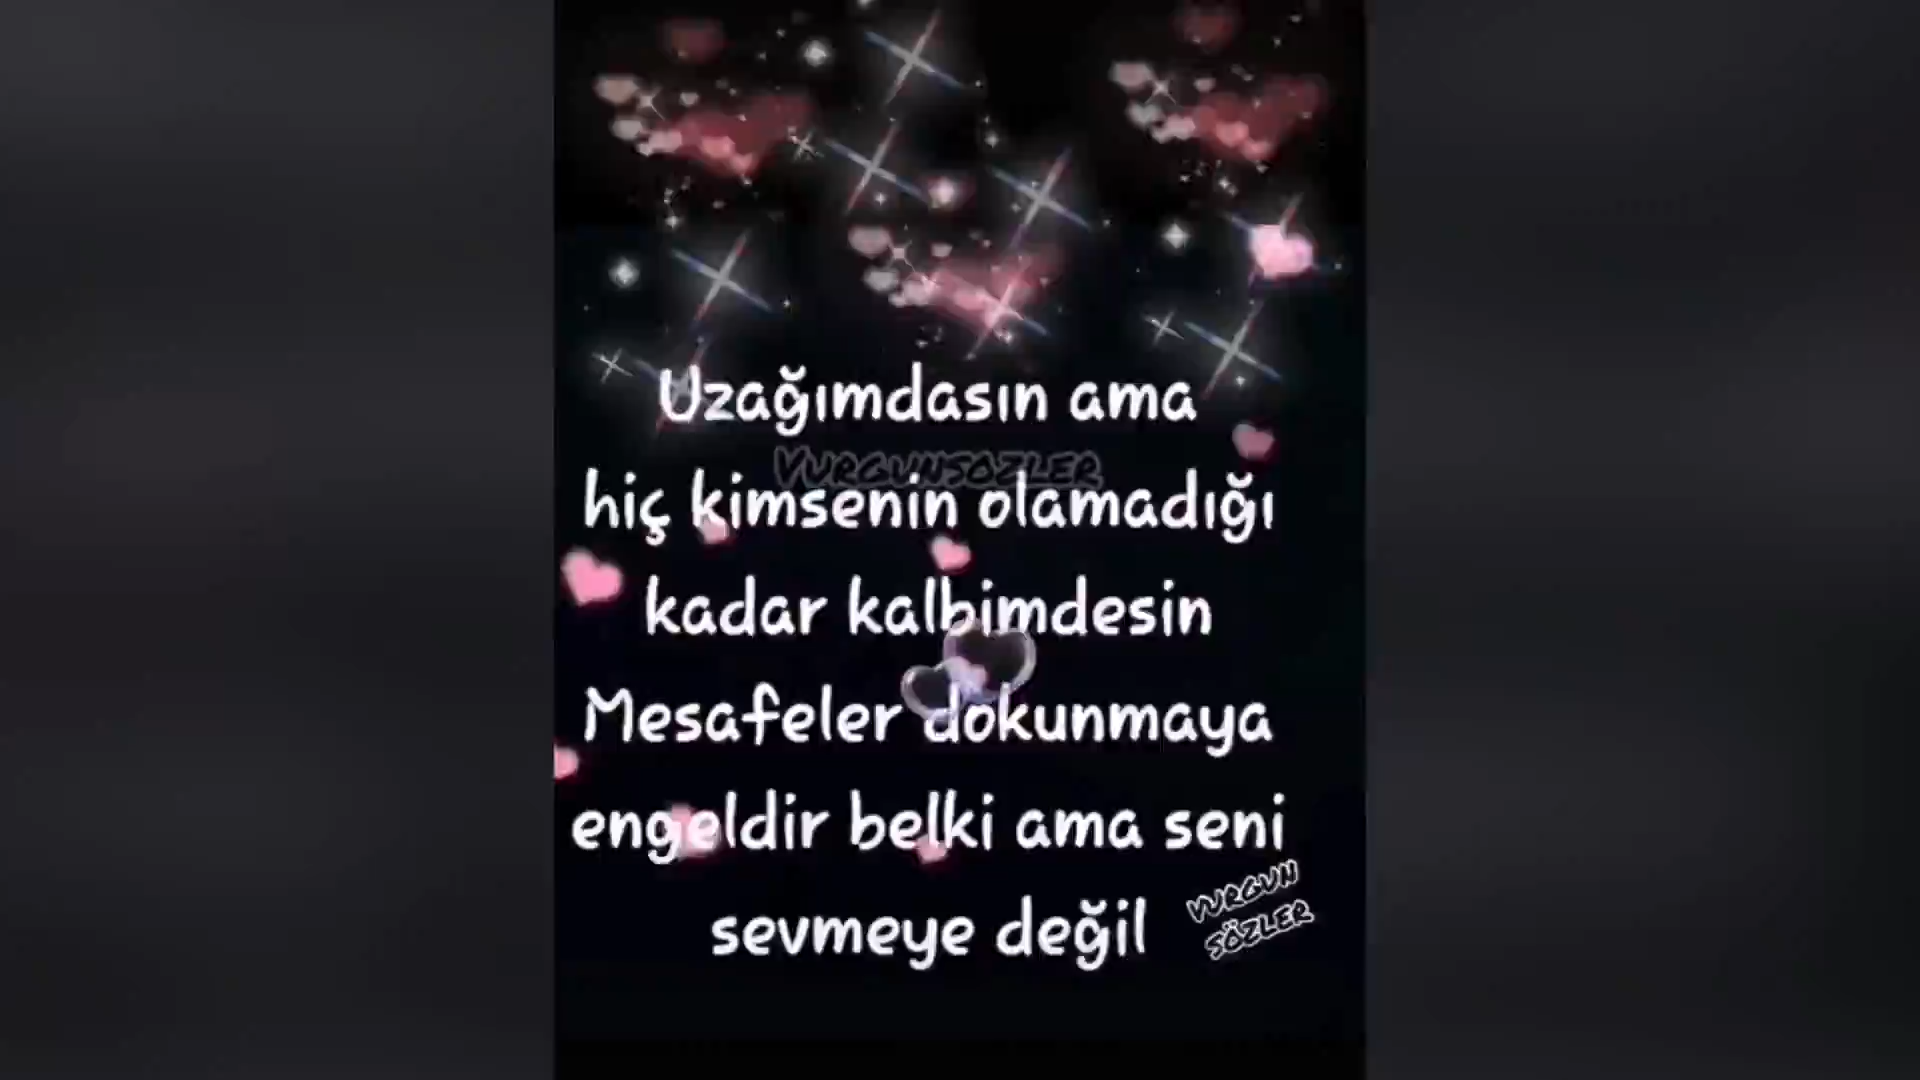 Uzağımdasın ama
VURGUNSOZLER
hiç kimsenin olamadığı
kadar kalbimdesin
Mesafeler dokunmaya
engeldir belki ama seni
sevmeye değil
VURGUN
SÖZLER